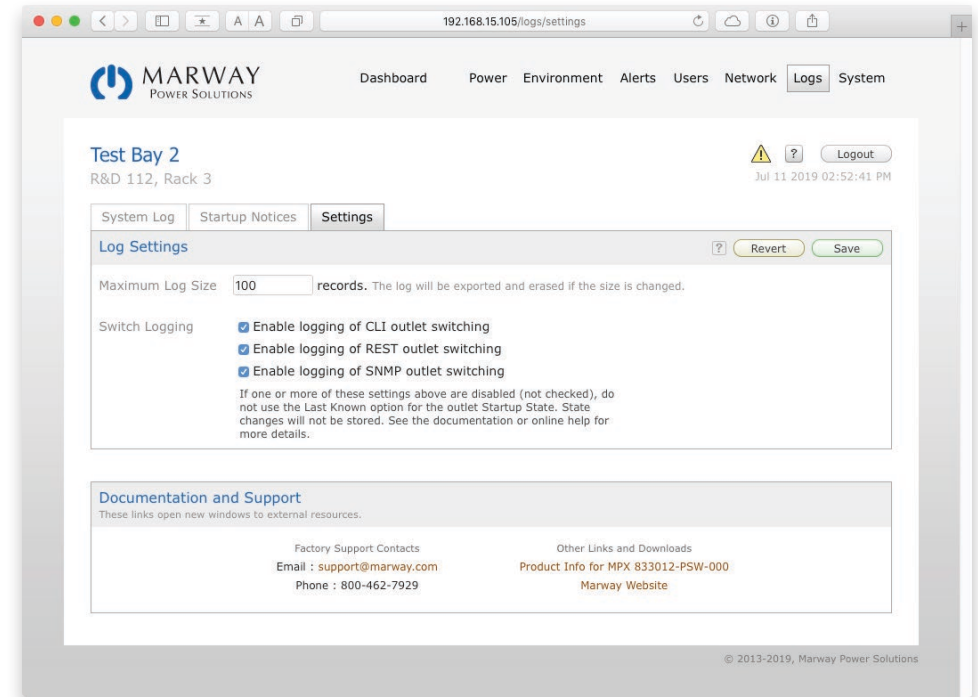 A A
192.168.15.105/logs/settings
MARWAY
POWER SOLUTIONS
Dashboard Power Environment Alerts Users Network Logs System
Test Bay 2
? Logout
R&D 112, Rack 3
Jul 11 2019 02:52:41 PM
System Log Startup Notices Settings
Log Settings
? Revert Save
Maximum Log Size 100 records. The log will be exported and erased if the size is changed.
Switch Logging
Enable logging of CLI outlet switching
Enable logging of REST outlet switching
Enable logging of SNMP outlet switching
If one or more of these settings above are disabled (not checked), do
not use the Last Known option for the outlet Startup State. State
changes will not be stored. See the documentation or online help for
more details.
Documentation and Support
These links open new windows to external resources.
Factory Support Contacts
Email : support@marway.com
Phone : 800-462-7929
Other Links and Downloads
Product Info for MPX 833012-PSW-000
Marway Website
© 2013-2019, Marway Power Solutions